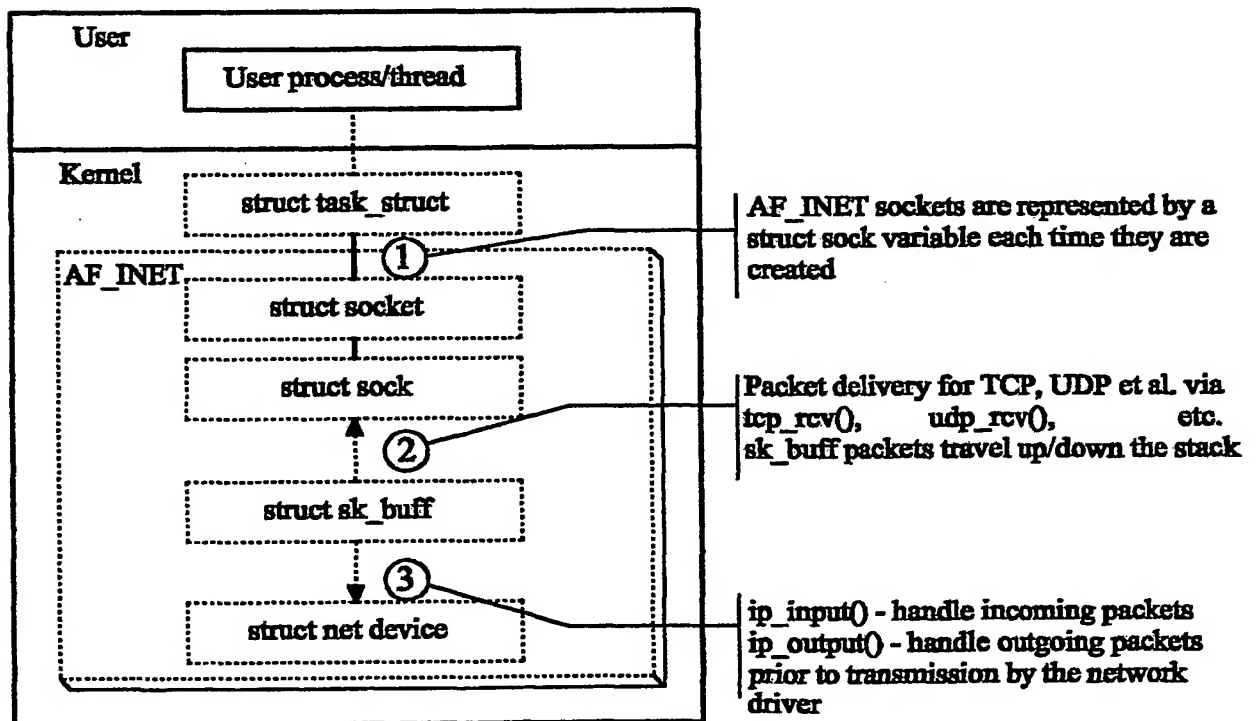 User
User process/thread
Kernel
struct task_struct
1
AF_INET
struct socket
struct sock
2
struct sk_buff
3
struct net device
AF_INET sockets are represented by a
struct sock variable each time they are
created
Packet delivery for TCP, UDP et al. via
tcp_rcv(), udp_rcv(), etc.
sk_buff packets travel up/down the stack
ip_input() - handle incoming packets
ip_output() - handle outgoing packets
prior to transmission by the network
driver